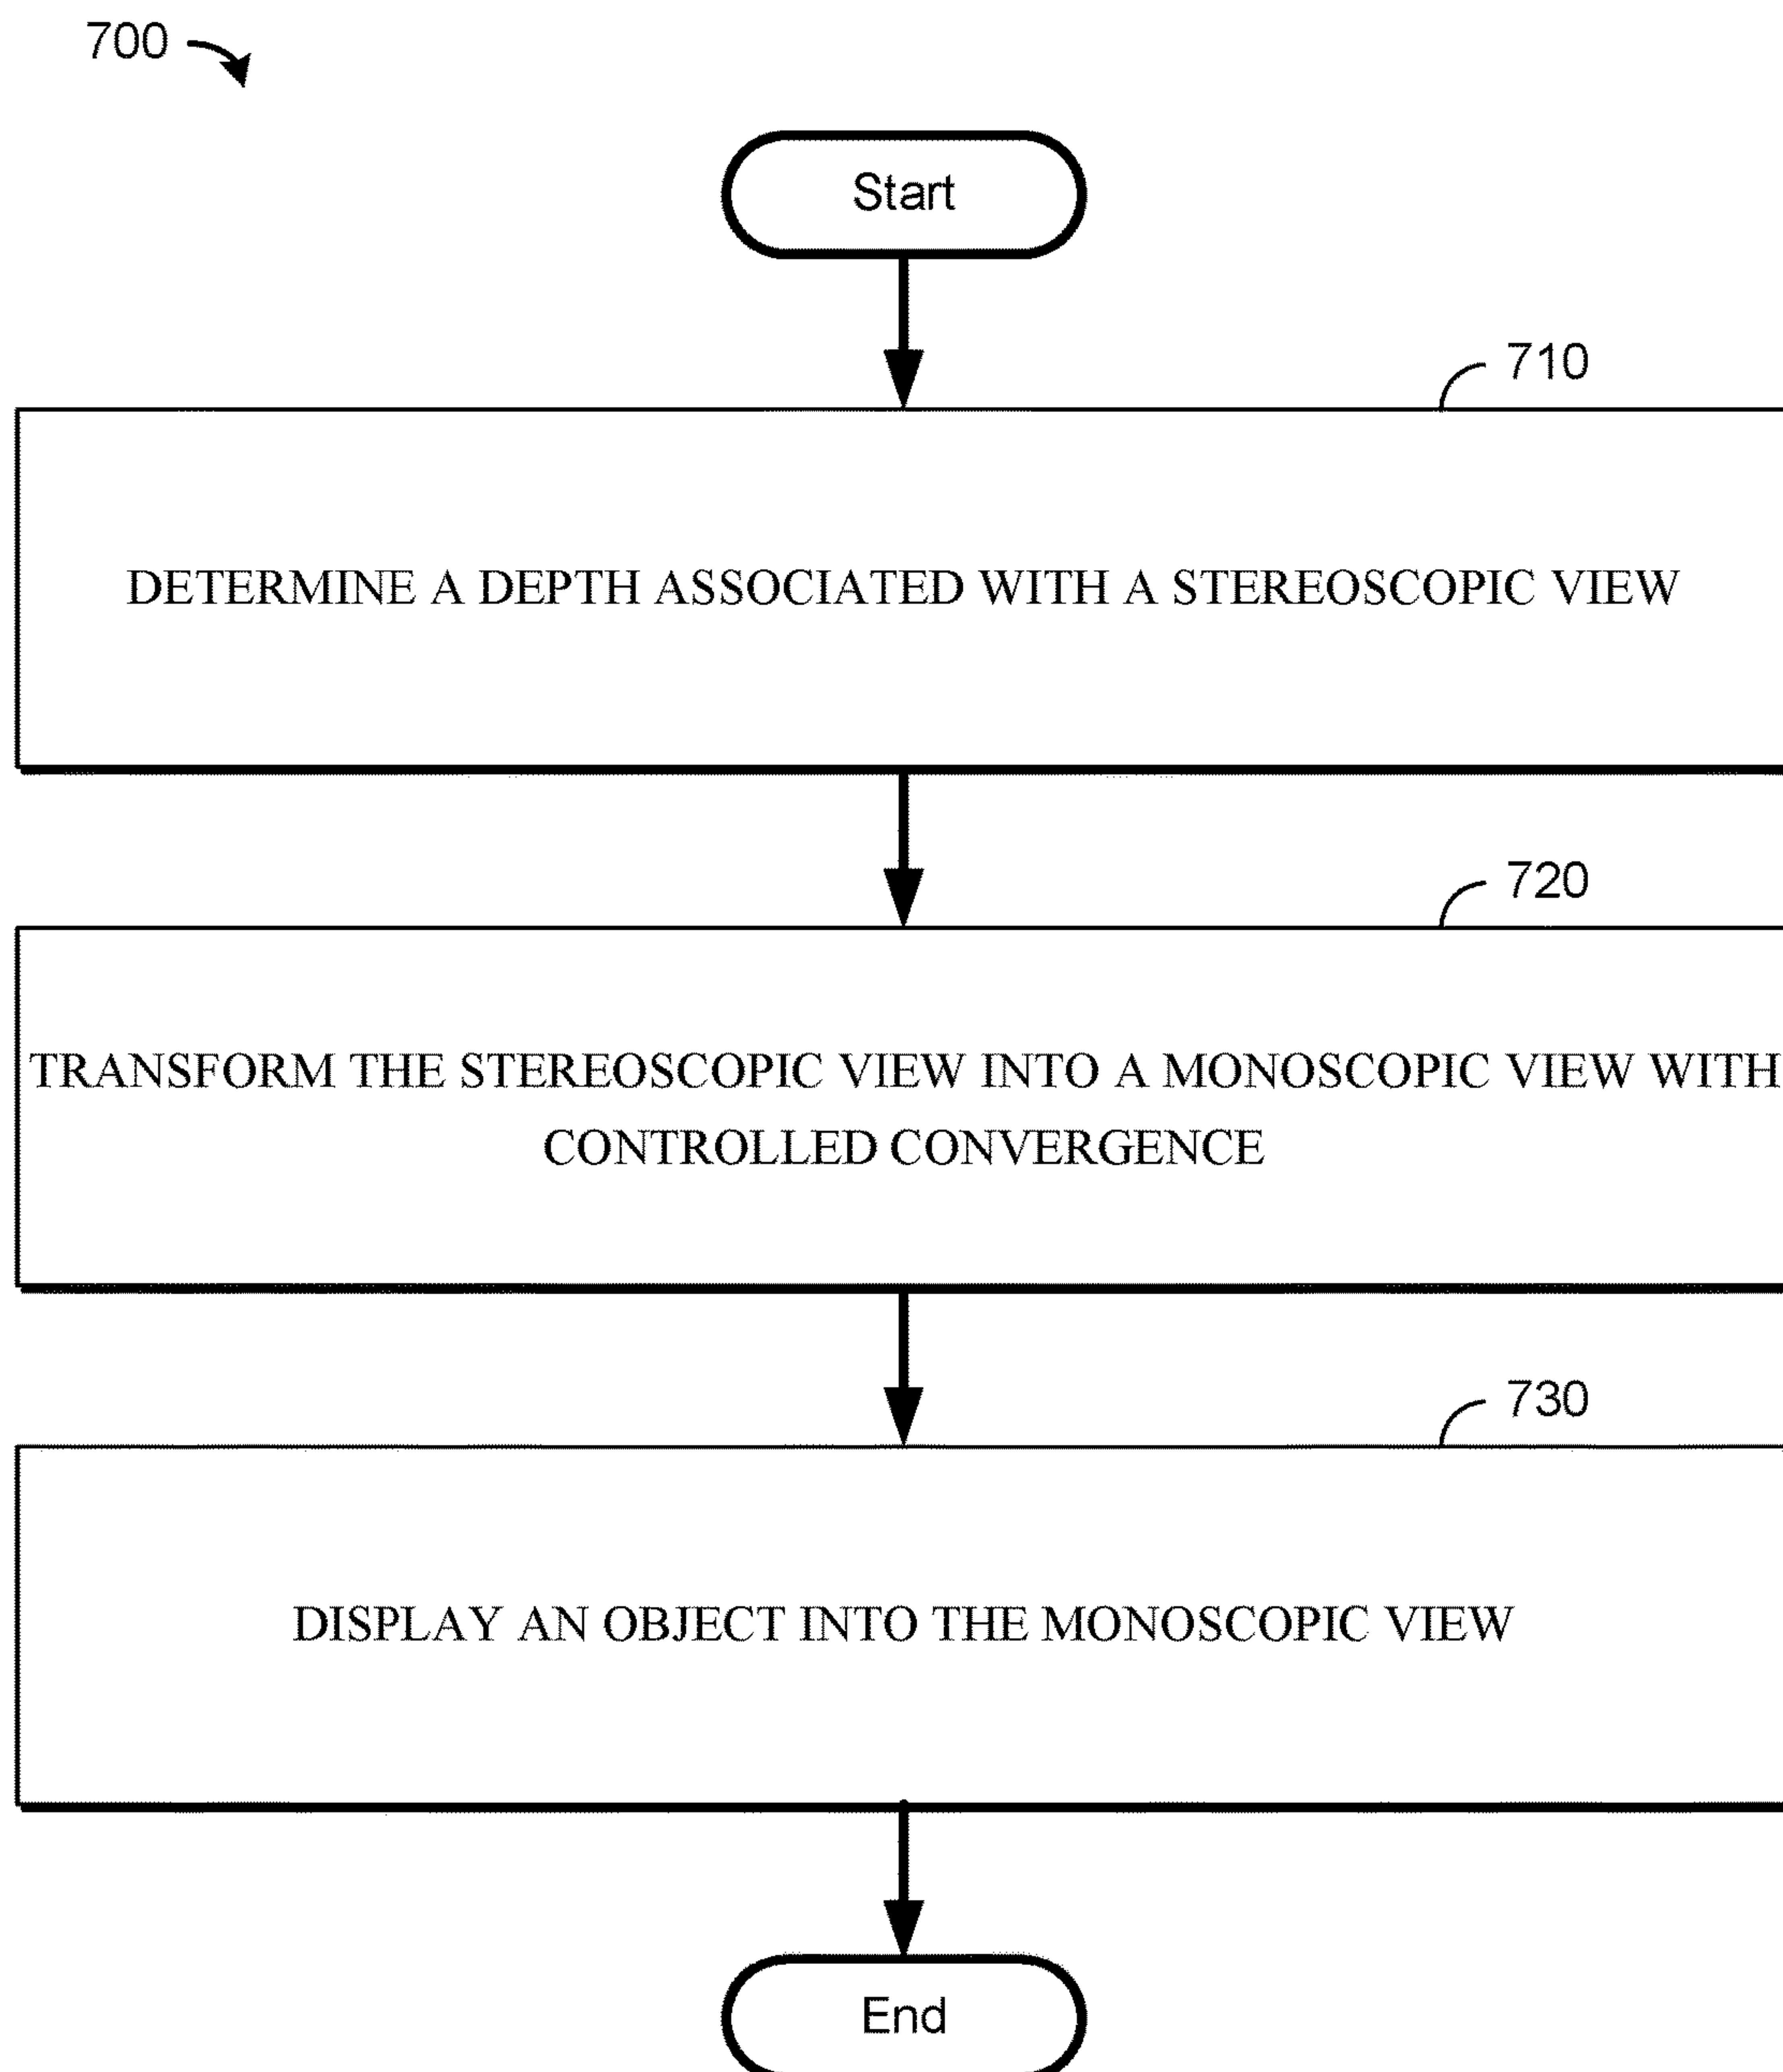 700
Start
710
DETERMINE A DEPTH ASSOCIATED WITH A STEREOSCOPIC VIEW
720
TRANSFORM THE STEREOSCOPIC VIEW INTO A MONOSCOPIC VIEW WITH
CONTROLLED CONVERGENCE
730
DISPLAY AN OBJECT INTO THE MONOSCOPIC VIEW
End